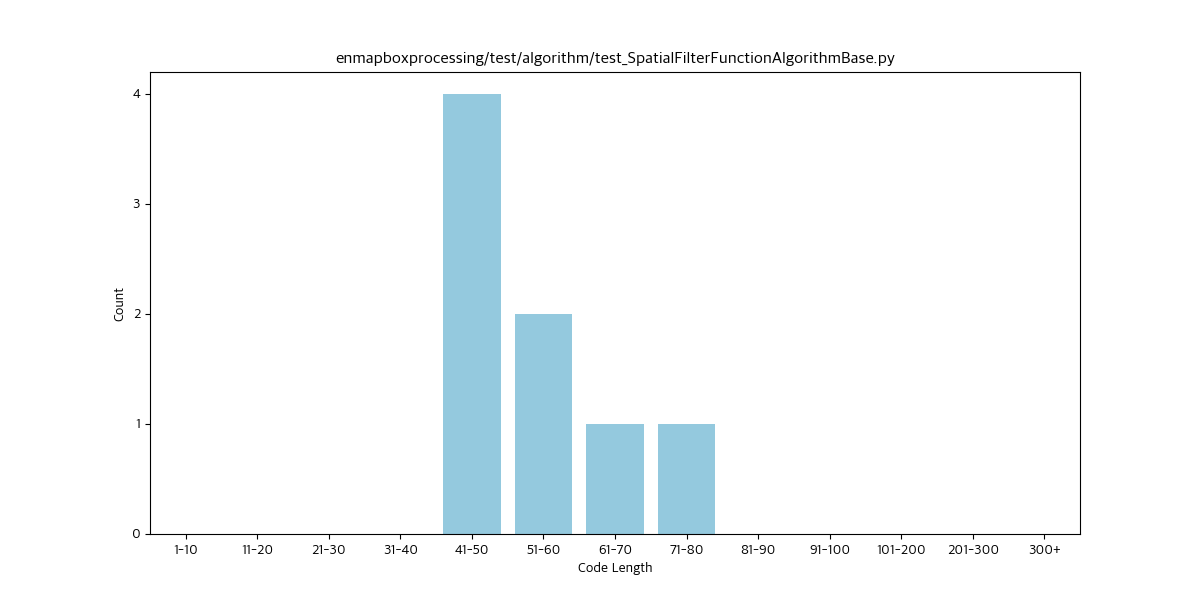 enmapboxprocessing/test/algorithm/test_SpatialFilterFunctionAlgorithmBase.py
4
3
2
1
0
Count
1-10 11-20 21-30 31-40 41-50 51-60 61-70 71-80 81-90 91-100 101-200 201-300 300+
Code Length